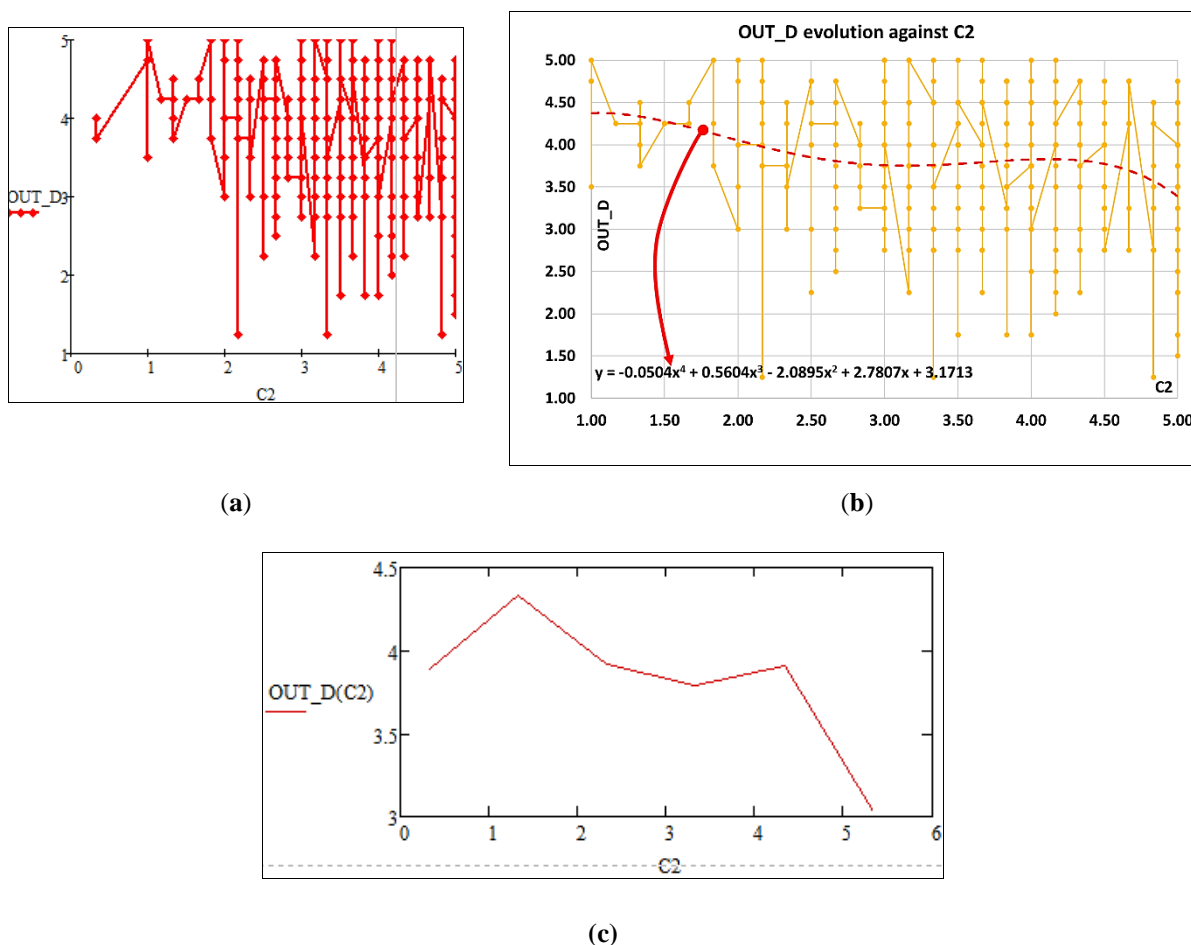 5
4
OUT_D
3
2
1
0 1 2 3 4 5
C2
(a)
OUT_D evolution against C2
5.00
4.50
4.00
3.50
3.00
2.50
2.00
1.50
1.00
OUT_D
y = -0.0504x⁴ + 0.5604x³ - 2.0895x² + 2.7807x + 3.1713
C2
1.00 1.50 2.00 2.50 3.00 3.50 4.00 4.50 5.00
(b)
4.5
4
OUT_D(C2)
3.5
3
0 1 2 3 4 5 6
C2
(c)